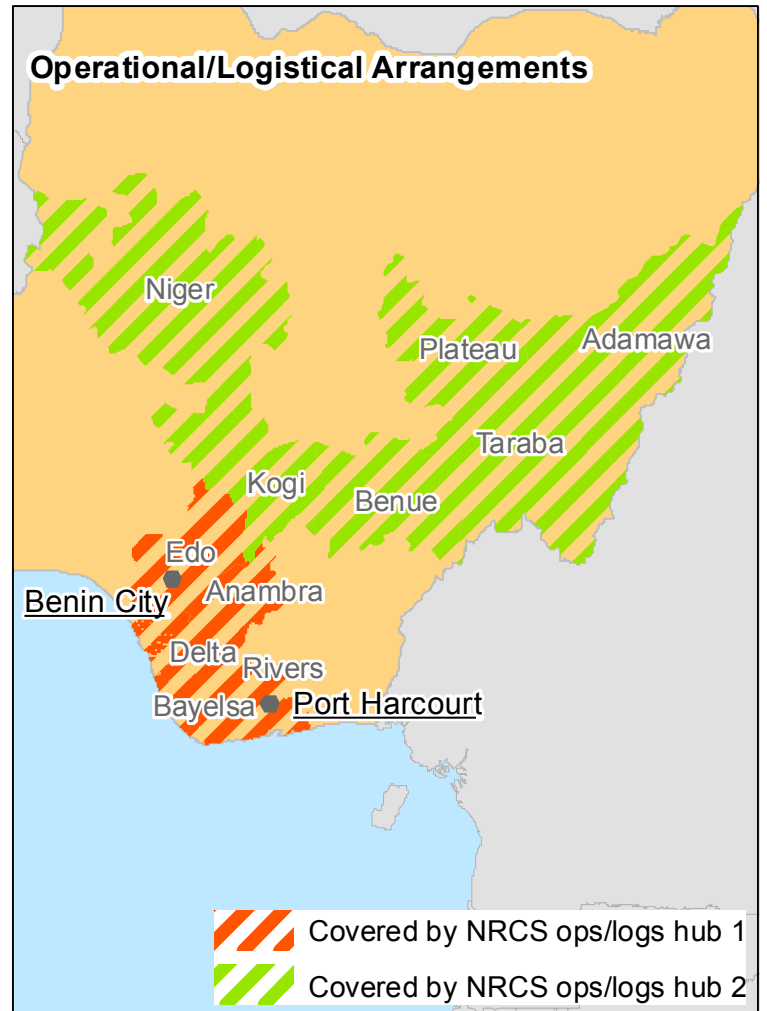 Operational/Logistical Arrangements
Niger
Plateau
Adamawa
Taraba
Kogi
Benue
Edo
Benin City
Anambra
Delta
Rivers
Bayelsa
Port Harcourt
Covered by NRCS ops/logs hub 1
Covered by NRCS ops/logs hub 2